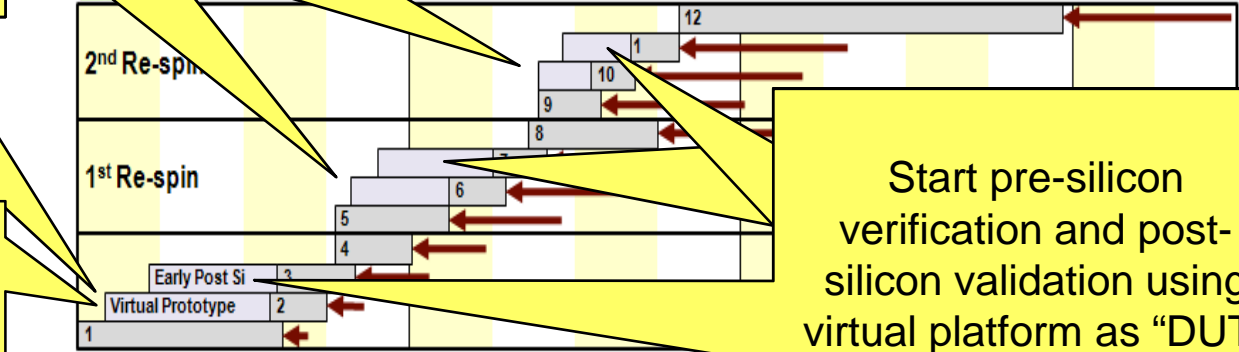 12
2nd Re-spin
1
10
9
8
1st Re-spin
7
6
5
4
Early Post Si 3
Virtual Prototype 2
1
Start pre-silicon
verification and post-
silicon validation using
virtual platform as “DUT